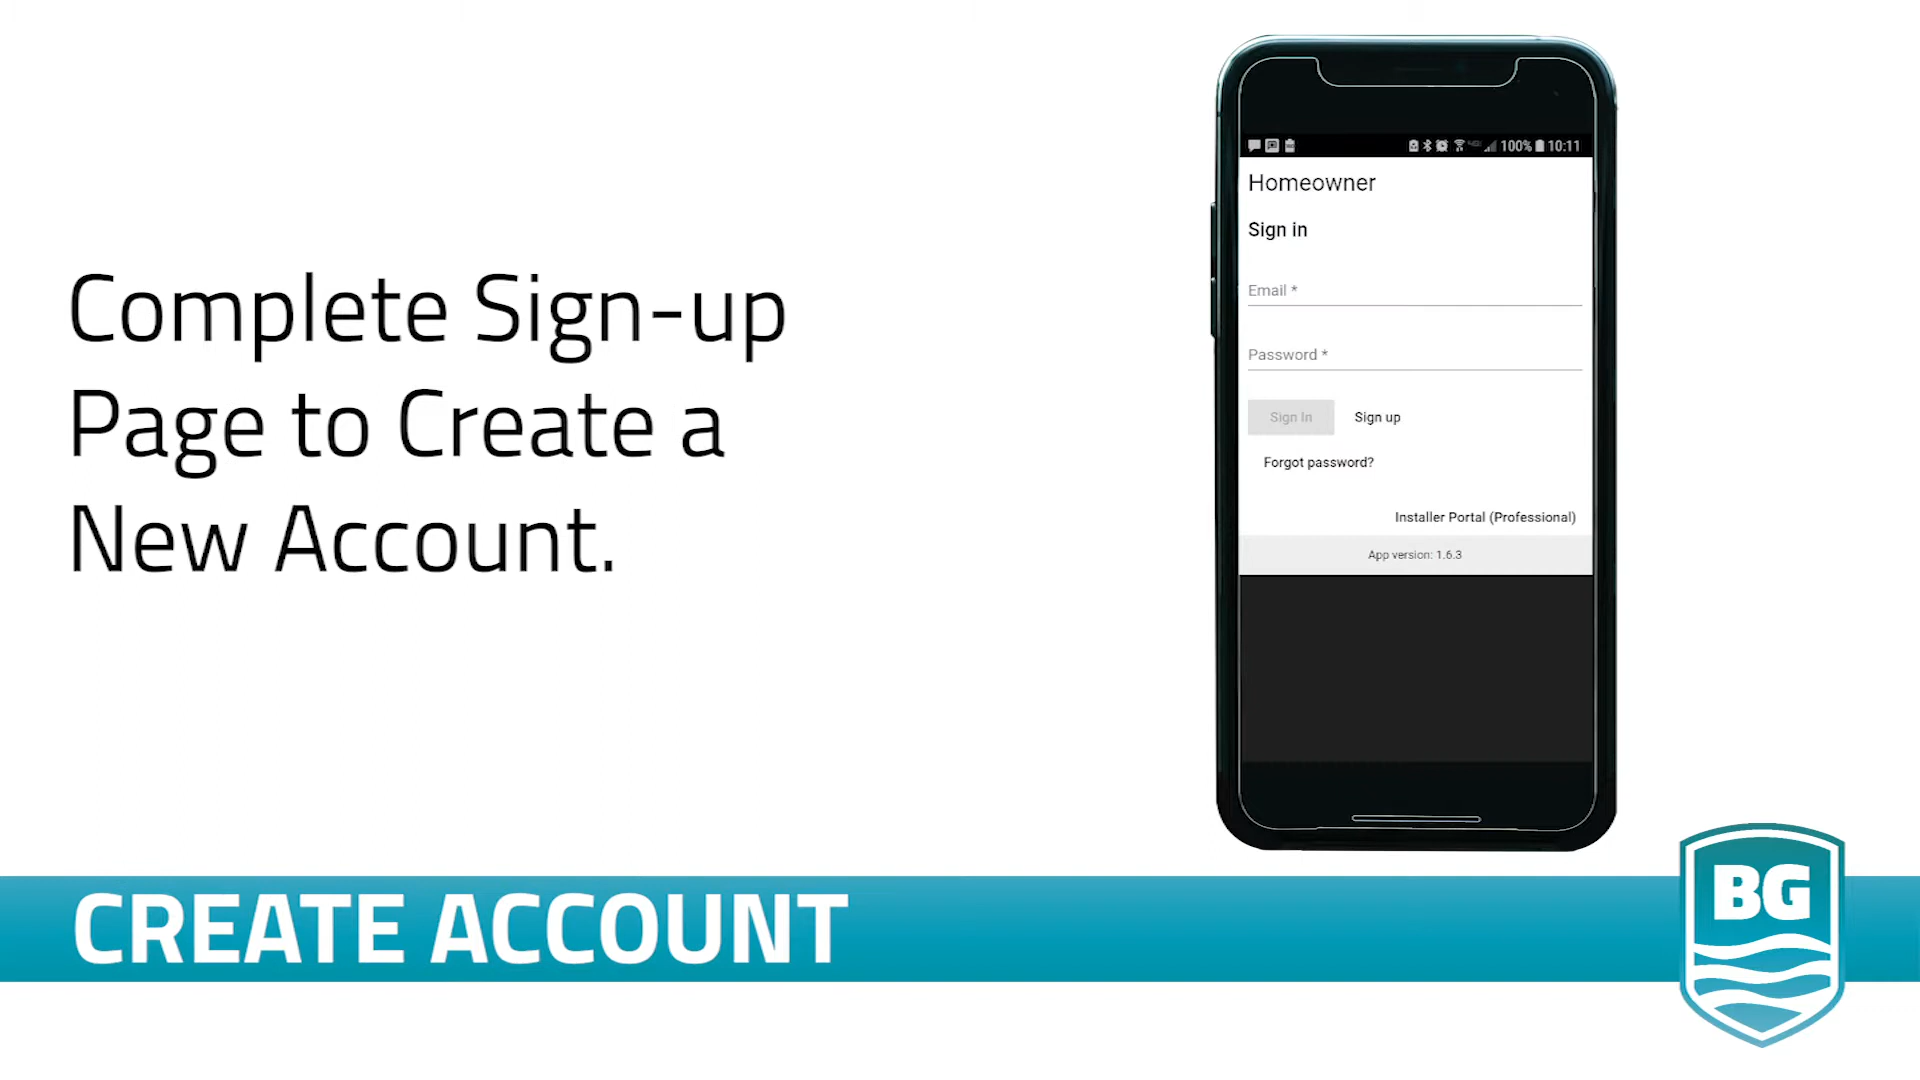 Complete Sign-up
Page to Create a
New Account.
100% 10:11
Homeowner
Sign in
Email *
Password *
Sign In Sign up
Forgot password?
Installer Portal (Professional)
App version: 1.6.3
CREATE ACCOUNT
BG